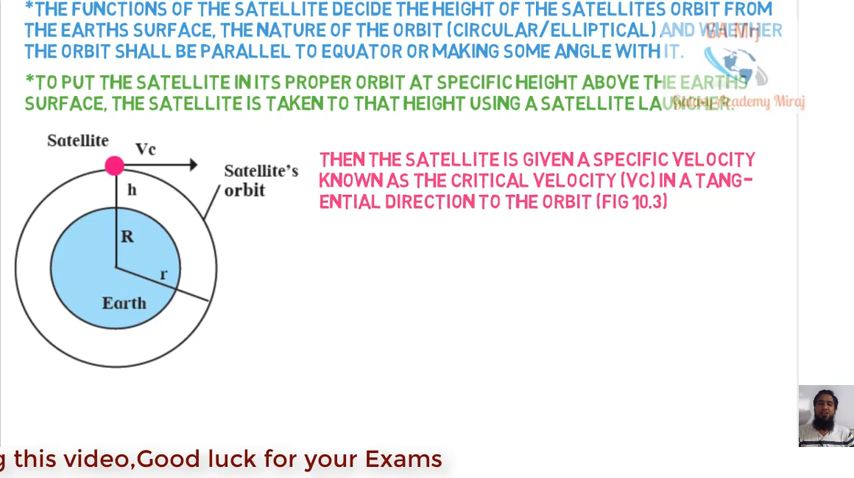 *THE FUNCTIONS OF THE SATELLITE DECIDE THE HEIGHT OF THE SATELLITES ORBIT FROM
THE EARTHS SURFACE, THE NATURE OF THE ORBIT (CIRCULAR/ELLIPTICAL) AND WHETHER
THE ORBIT SHALL BE PARALLEL TO EQUATOR OR MAKING SOME ANGLE WITH IT.
*TO PUT THE SATELLITE IN ITS PROPER ORBIT AT SPECIFIC HEIGHT ABOVE THE EARTHS
SURFACE, THE SATELLITE IS TAKEN TO THAT HEIGHT USING A SATELLITE LAUNCHER.
Academy Miraj
Satellite
Vc
h
Satellite's
orbit
R
r
Earth
THEN THE SATELLITE IS GIVEN A SPECIFIC VELOCITY
KNOWN AS THE CRITICAL VELOCITY (VC) IN A TANG-
ENTIAL DIRECTION TO THE ORBIT (FIG 10.3)
g this video,Good luck for your Exams